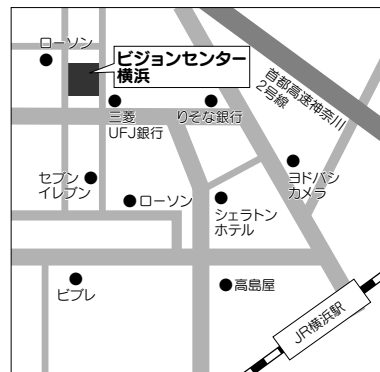 ローソン
ビジョンセンター
横浜
首都高速神奈川
2号線
三菱
UFJ銀行
りそな銀行
セブン
イレブン
ローソン
シェラトン
ホテル
ヨドバシ
カメラ
ビブレ
高島屋
JR横浜駅